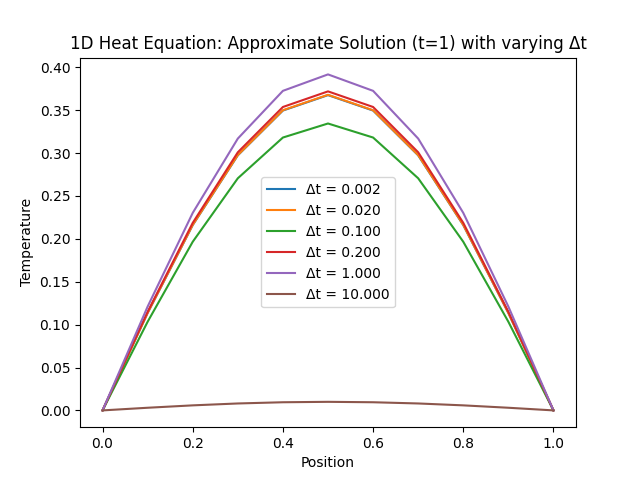 1D Heat Equation: Approximate Solution (t=1) with varying Δt
0.40
0.35
0.30
0.25
0.20
0.15
0.10
0.05
0.00
Temperature
Δt = 0.002
Δt = 0.020
Δt = 0.100
Δt = 0.200
Δt = 1.000
Δt = 10.000
0.0 0.2 0.4 0.6 0.8 1.0
Position